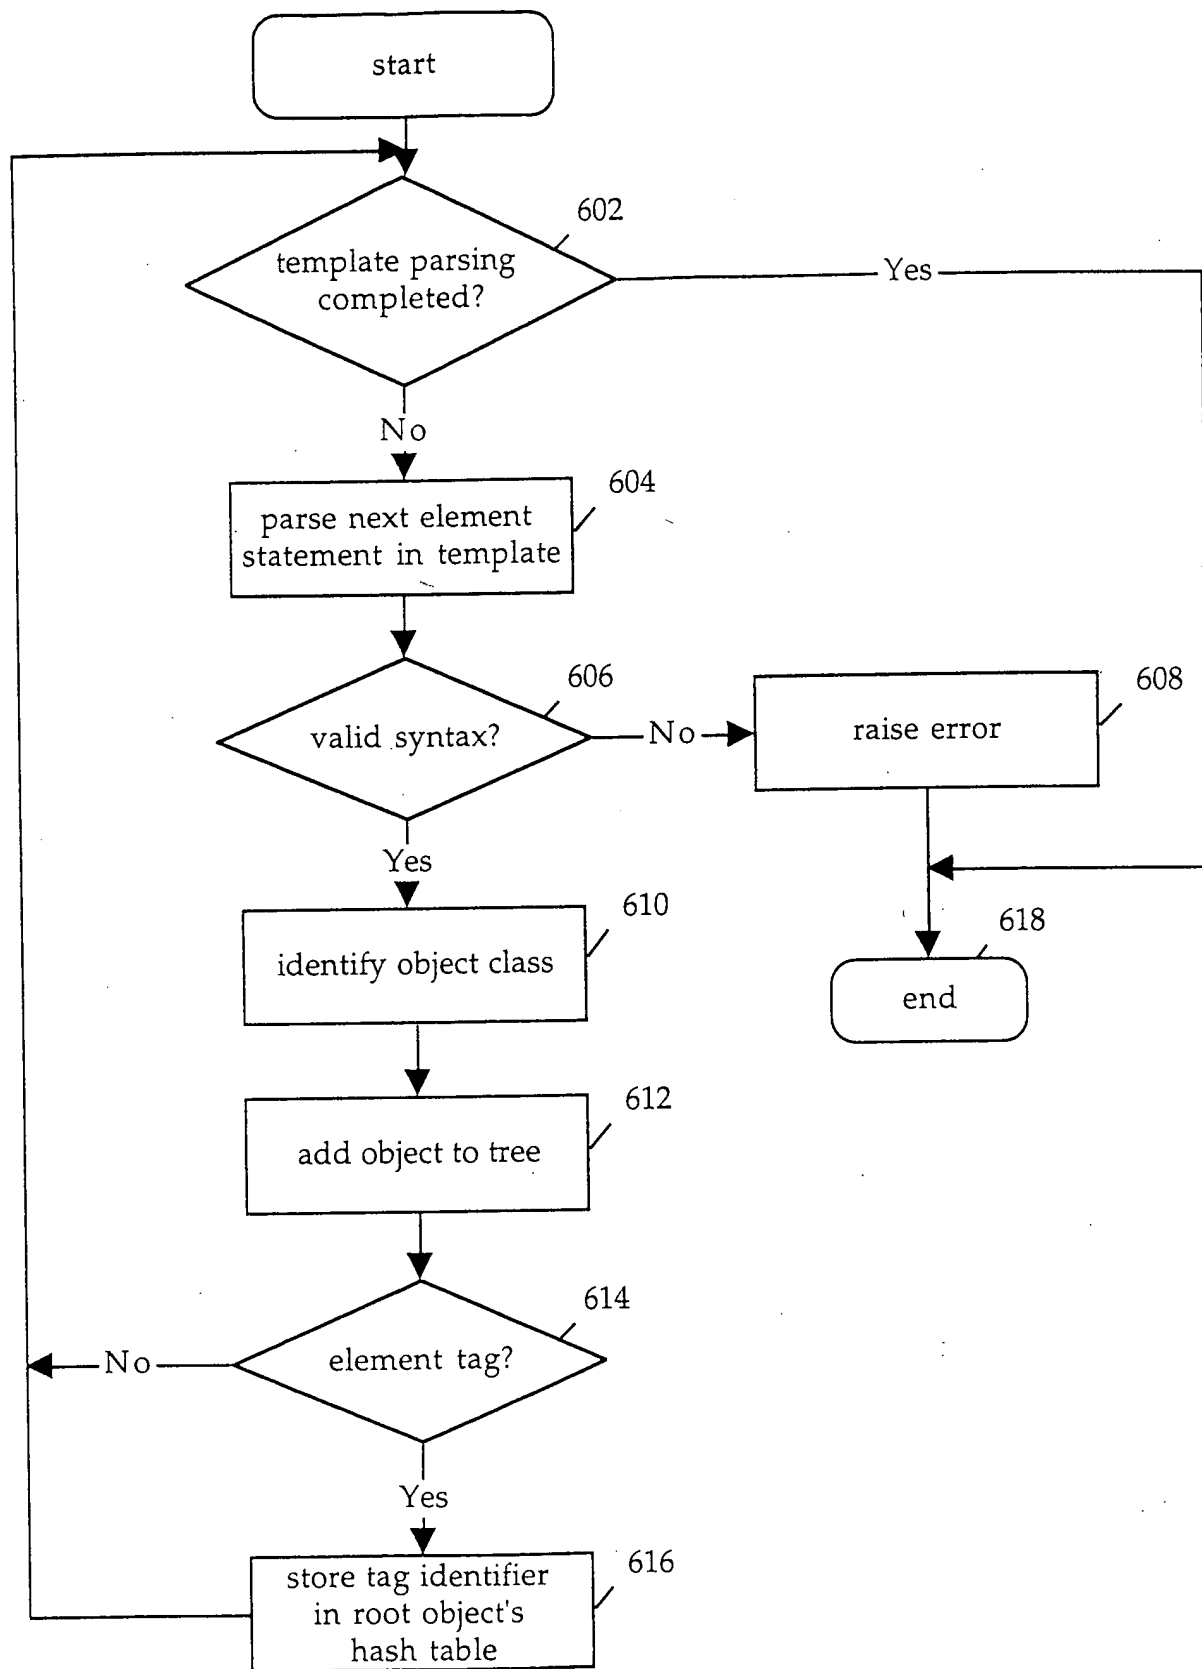 start
602
template parsing
completed?
Yes
No
604
parse next element
statement in template
606
valid syntax?
No
608
raise error
Yes
610
identify object class
618
end
612
add object to tree
614
element tag?
No
Yes
616
store tag identifier
in root object's
hash table